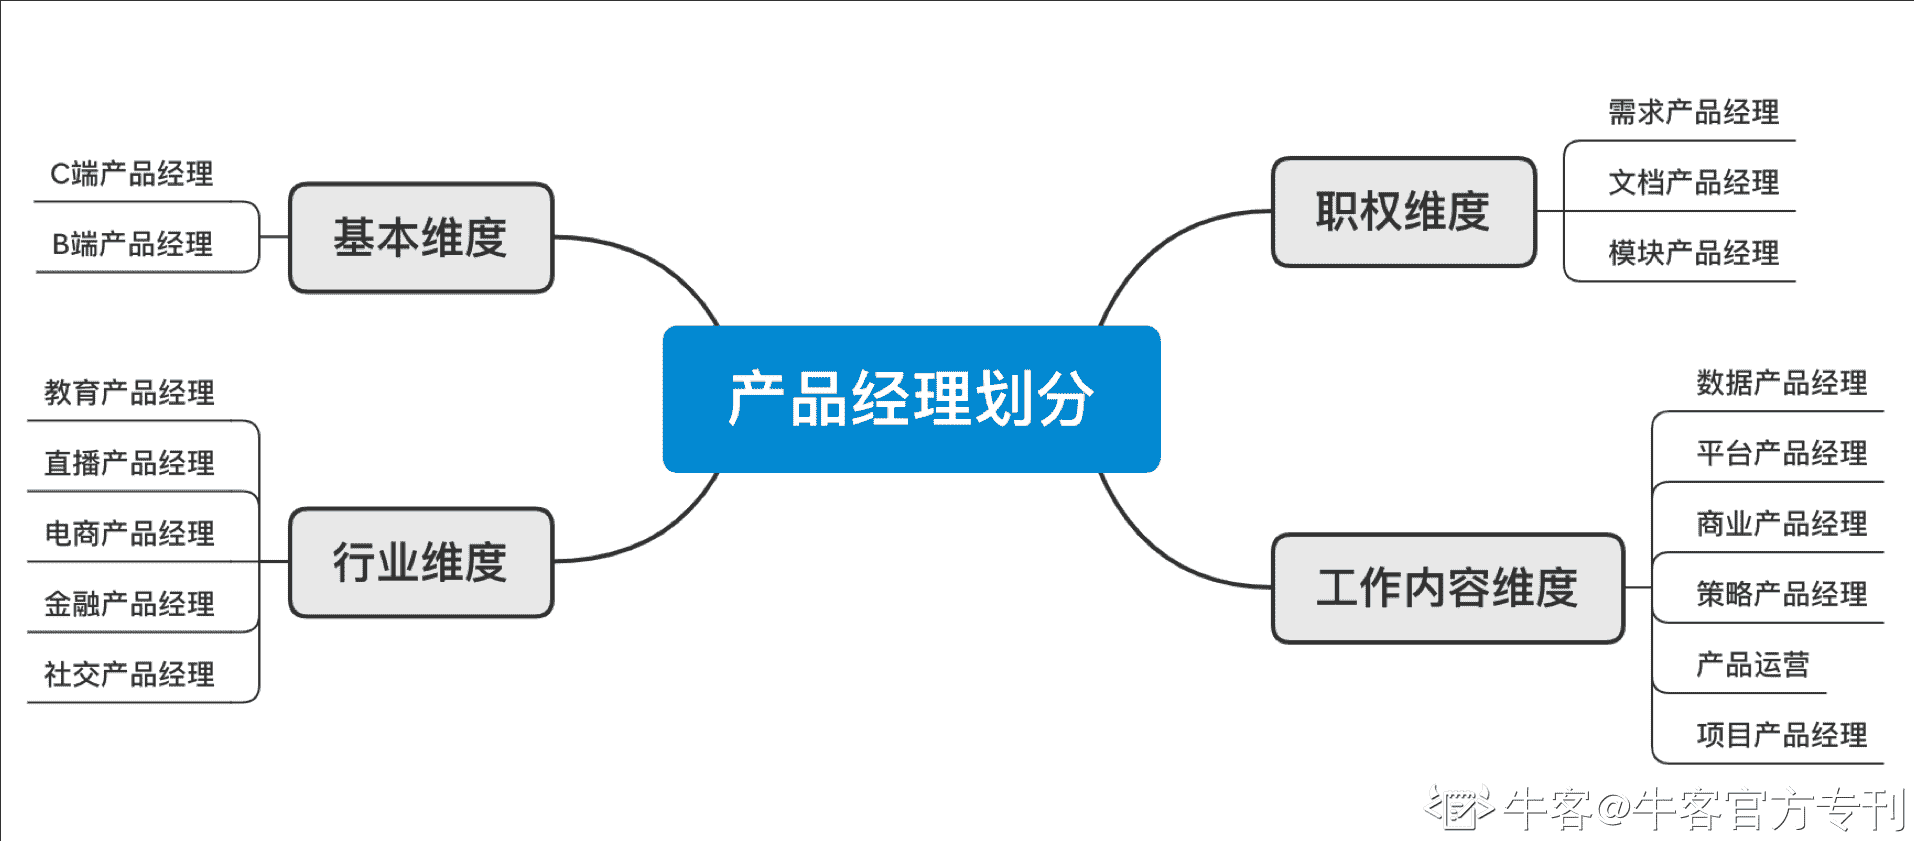 产品经理划分
基本维度
C端产品经理
B端产品经理
行业维度
教育产品经理
直播产品经理
电商产品经理
金融产品经理
社交产品经理
职权维度
需求产品经理
文档产品经理
模块产品经理
工作内容维度
数据产品经理
平台产品经理
商业产品经理
策略产品经理
产品运营
项目产品经理
牛客@牛客官方专刊